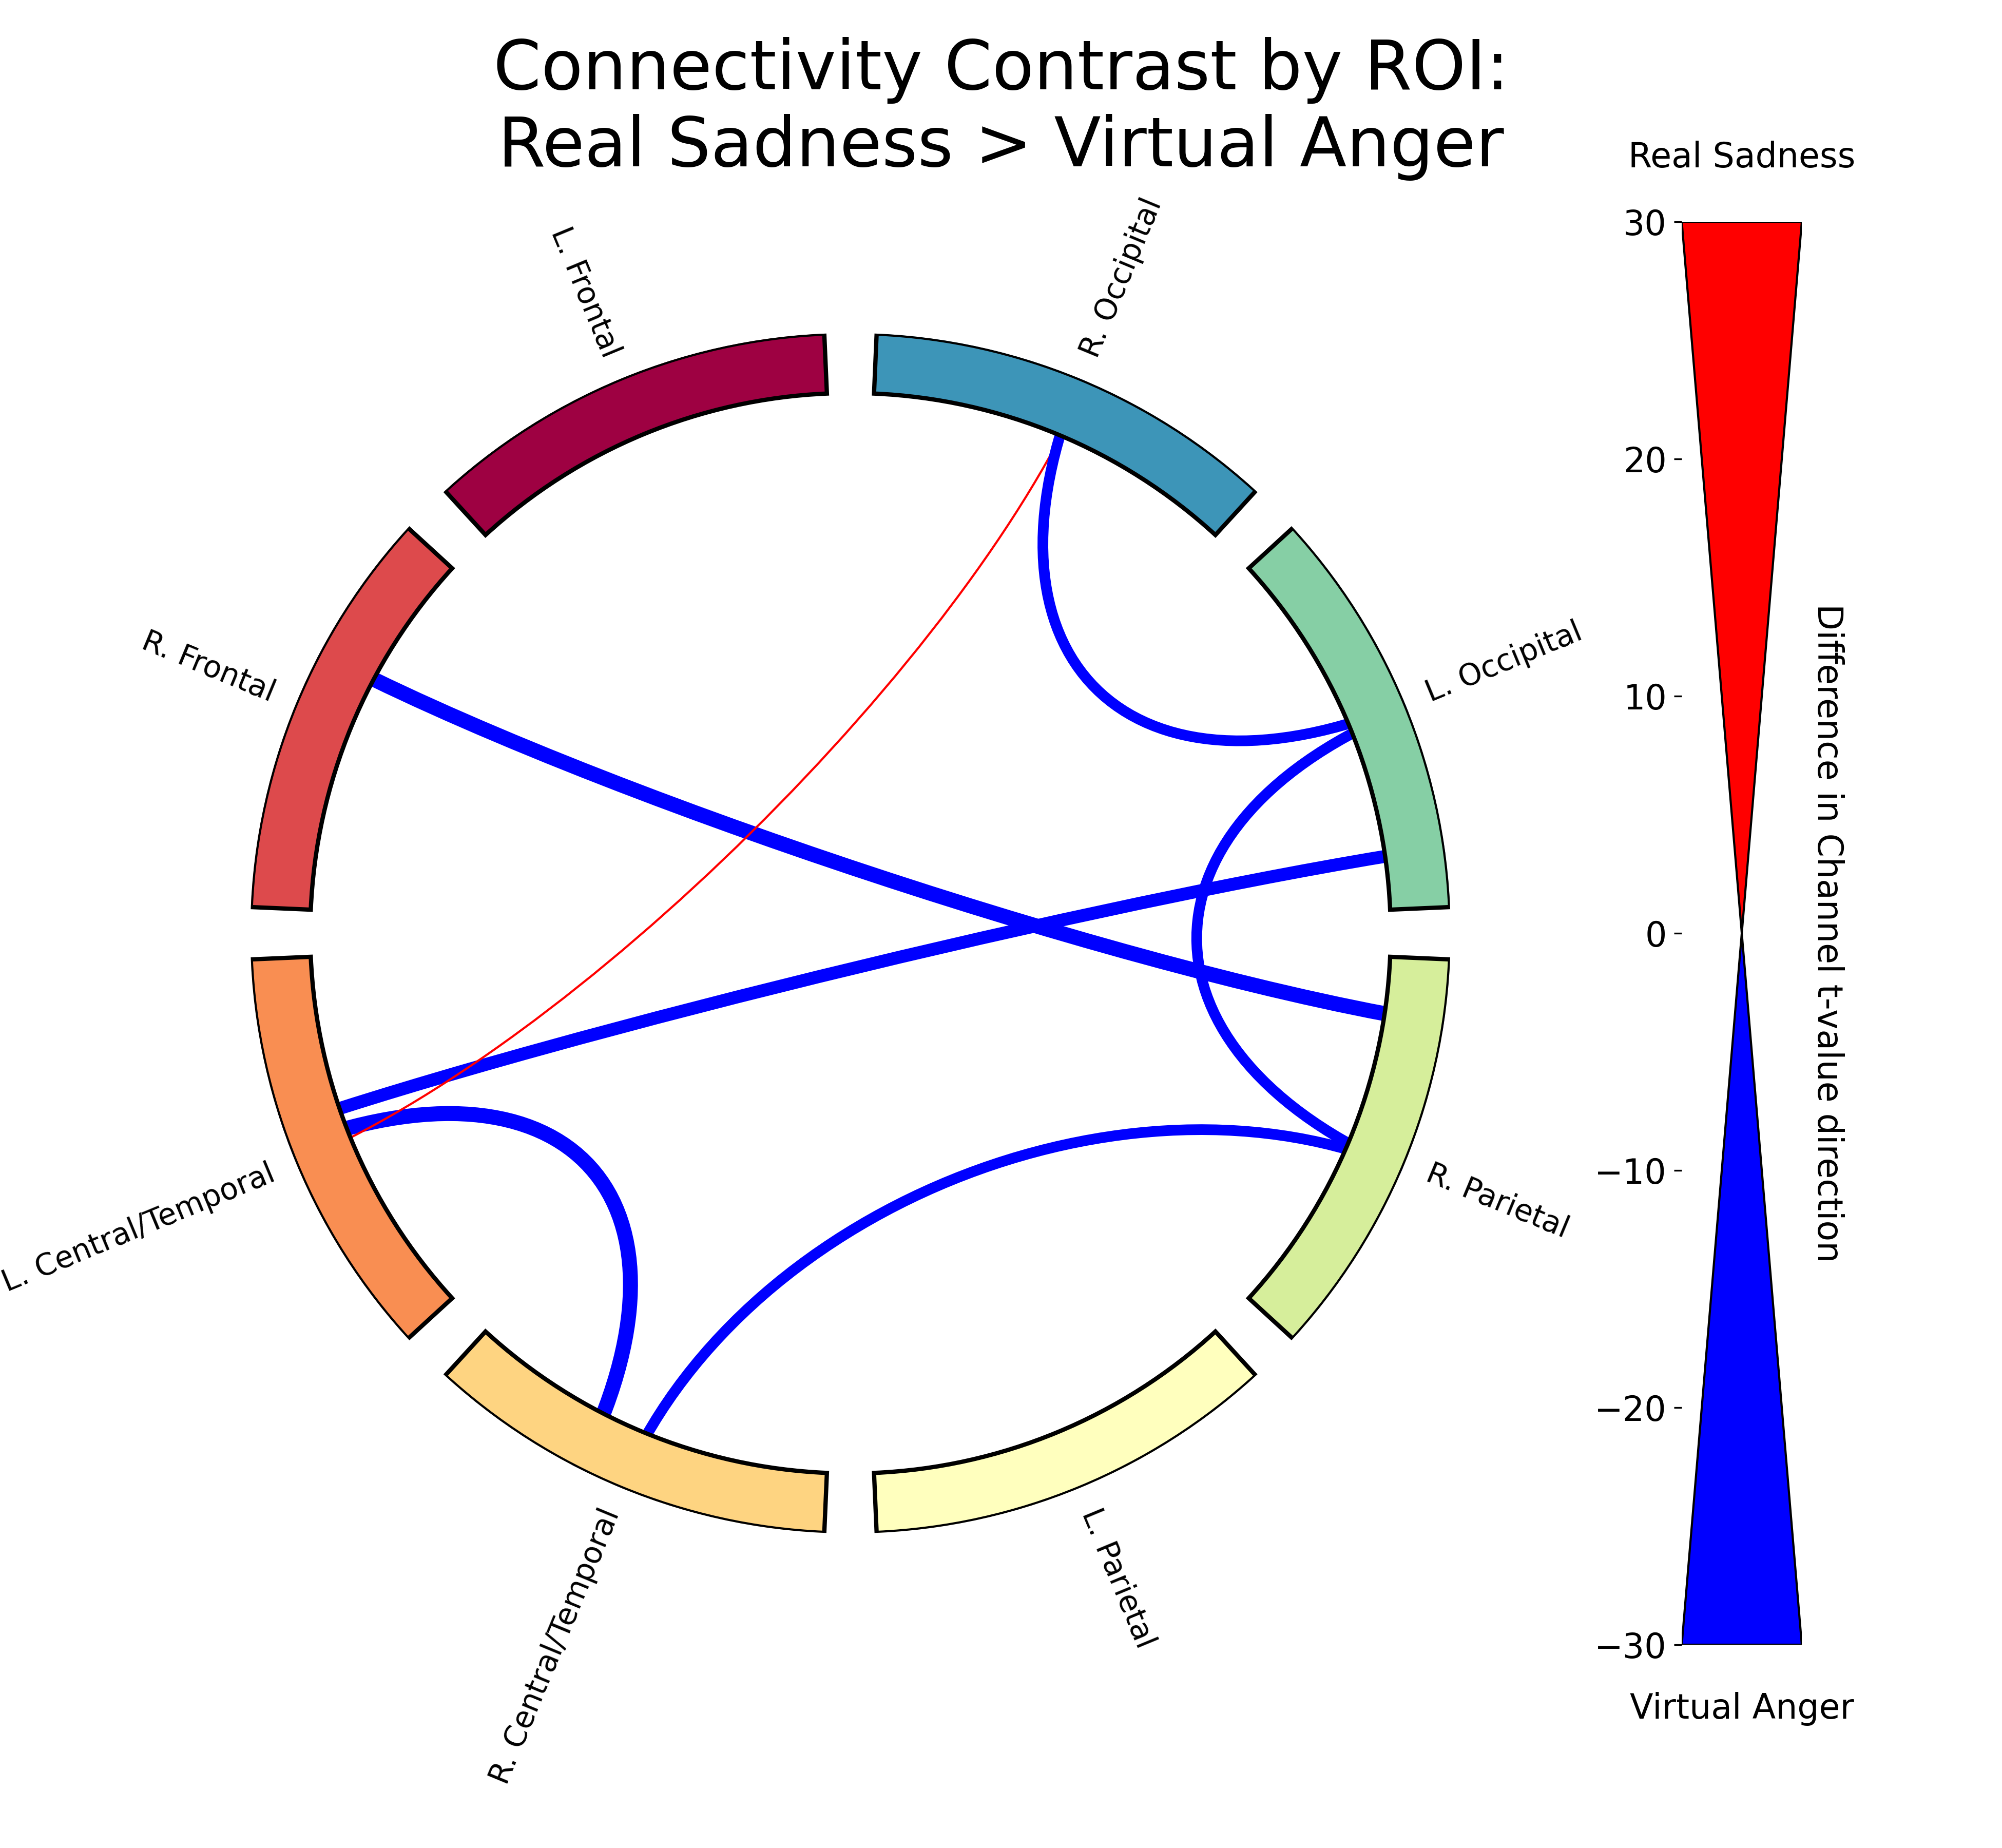 Connectivity Contrast by ROI:
Real Sadness > Virtual Anger
Real Sadness
L. Frontal
R. Occipital
R. Frontal
L. Occipital
L. Central/Temporal
R. Parietal
R. Central/Temporal
L. Parietal
30
20
10
0
−10
−20
−30
Difference in Channel t-value direction
Virtual Anger